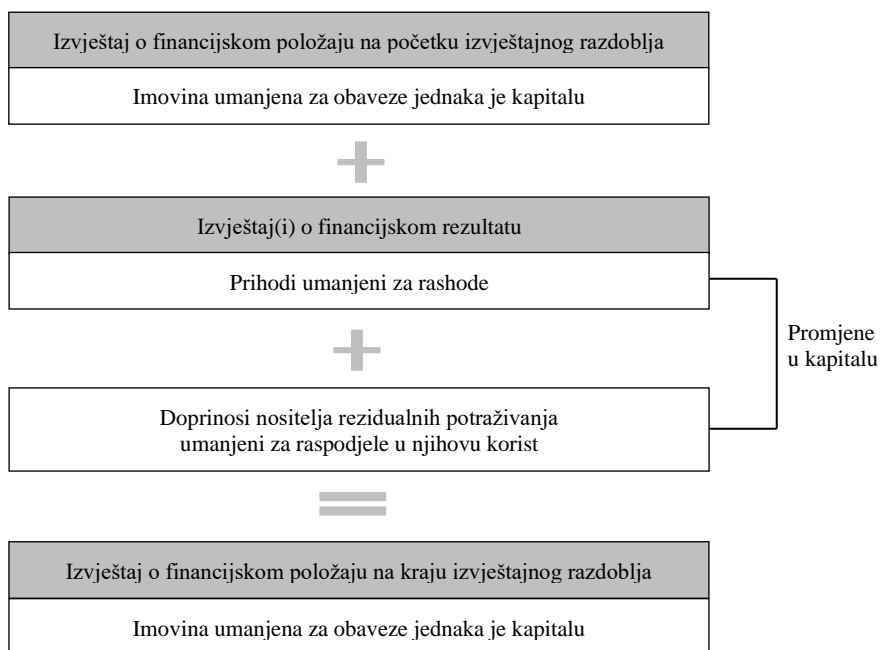 Izvještaj o financijskom položaju na početku izvještajnog razdoblja
Imovina umanjena za obaveze jednaka je kapitalu
+
Izvještaj(i) o financijskom rezultatu
Prihodi umanjeni za rashode
Promjene
u kapitalu
+
Doprinosi nositelja rezidualnih potraživanja
umanjeni za raspodjele u njihovu korist
=
Izvještaj o financijskom položaju na kraju izvještajnog razdoblja
Imovina umanjena za obaveze jednaka je kapitalu